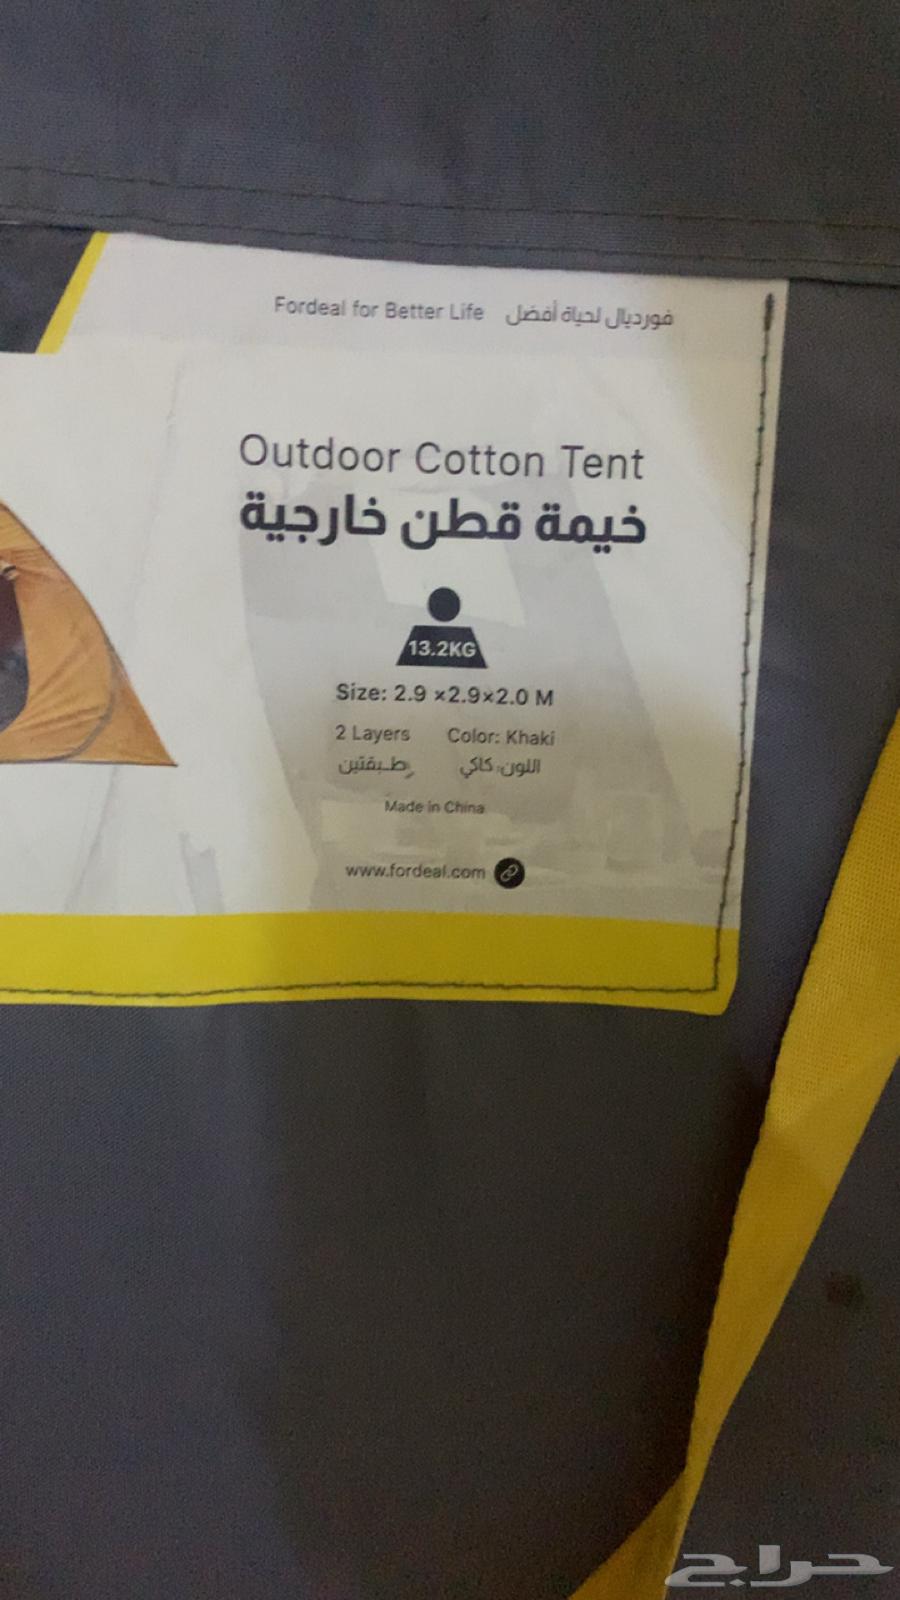 Fordeal for Better Life فورديال لحياة أفضل
Outdoor Cotton Tent
خيمة قطن خارجية
13.2KG
Size: 2.9 ×2.9×2.0 M
2 Layers Color: Khaki
طبقتين اللون: كاكي
Made in China
www.fordeal.com
حراج